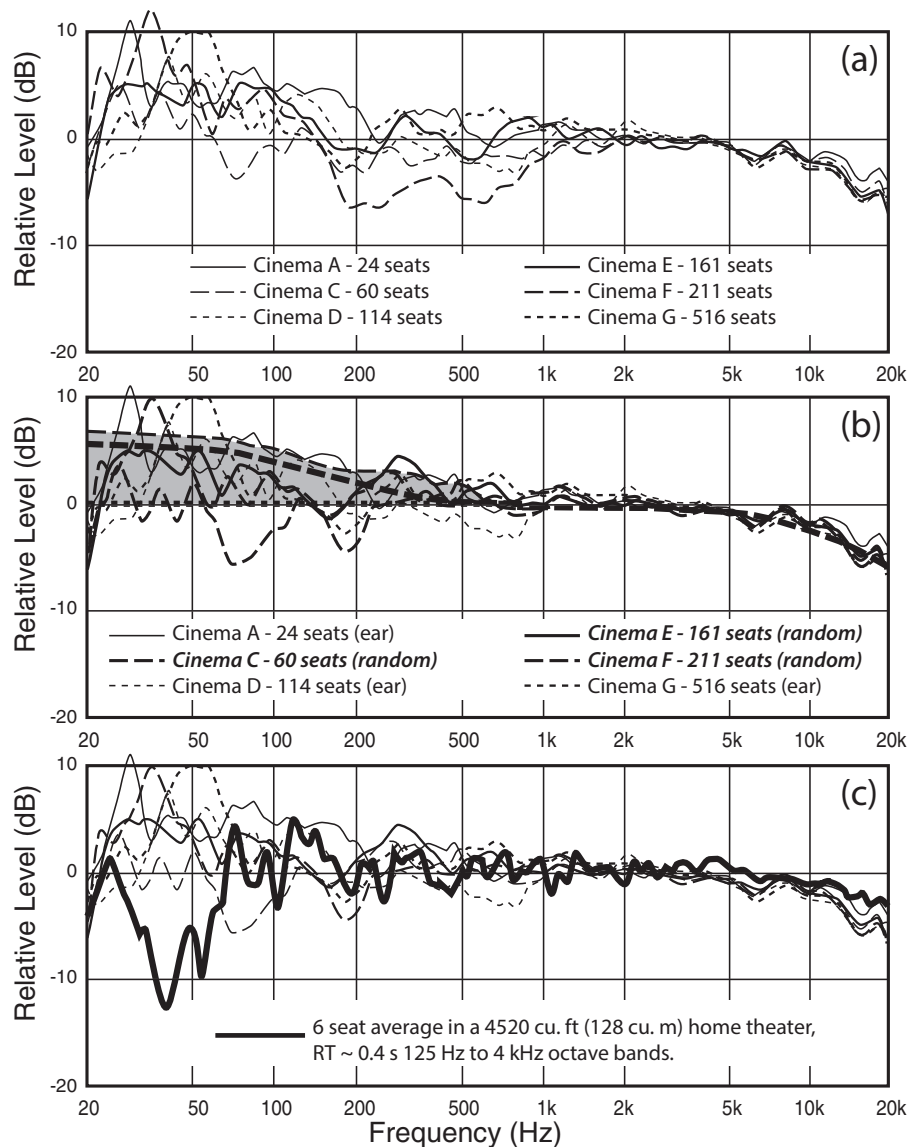 (a)
Relative Level (dB)
10
0
-10
-20
Cinema A - 24 seats
Cinema C - 60 seats
Cinema D - 114 seats
Cinema E - 161 seats
Cinema F - 211 seats
Cinema G - 516 seats
20 50 100 200 500 1k 2k 5k 10k 20k
(b)
Relative Level (dB)
10
0
-10
-20
Cinema A - 24 seats (ear)
Cinema C - 60 seats (random)
Cinema D - 114 seats (ear)
Cinema E - 161 seats (random)
Cinema F - 211 seats (random)
Cinema G - 516 seats (ear)
20 50 100 200 500 1k 2k 5k 10k 20k
(c)
Relative Level (dB)
10
0
-10
-20
6 seat average in a 4520 cu. ft (128 cu. m) home theater,
RT ~ 0.4 s 125 Hz to 4 kHz octave bands.
20 50 100 200 500 1k 2k 5k 10k 20k
Frequency (Hz)